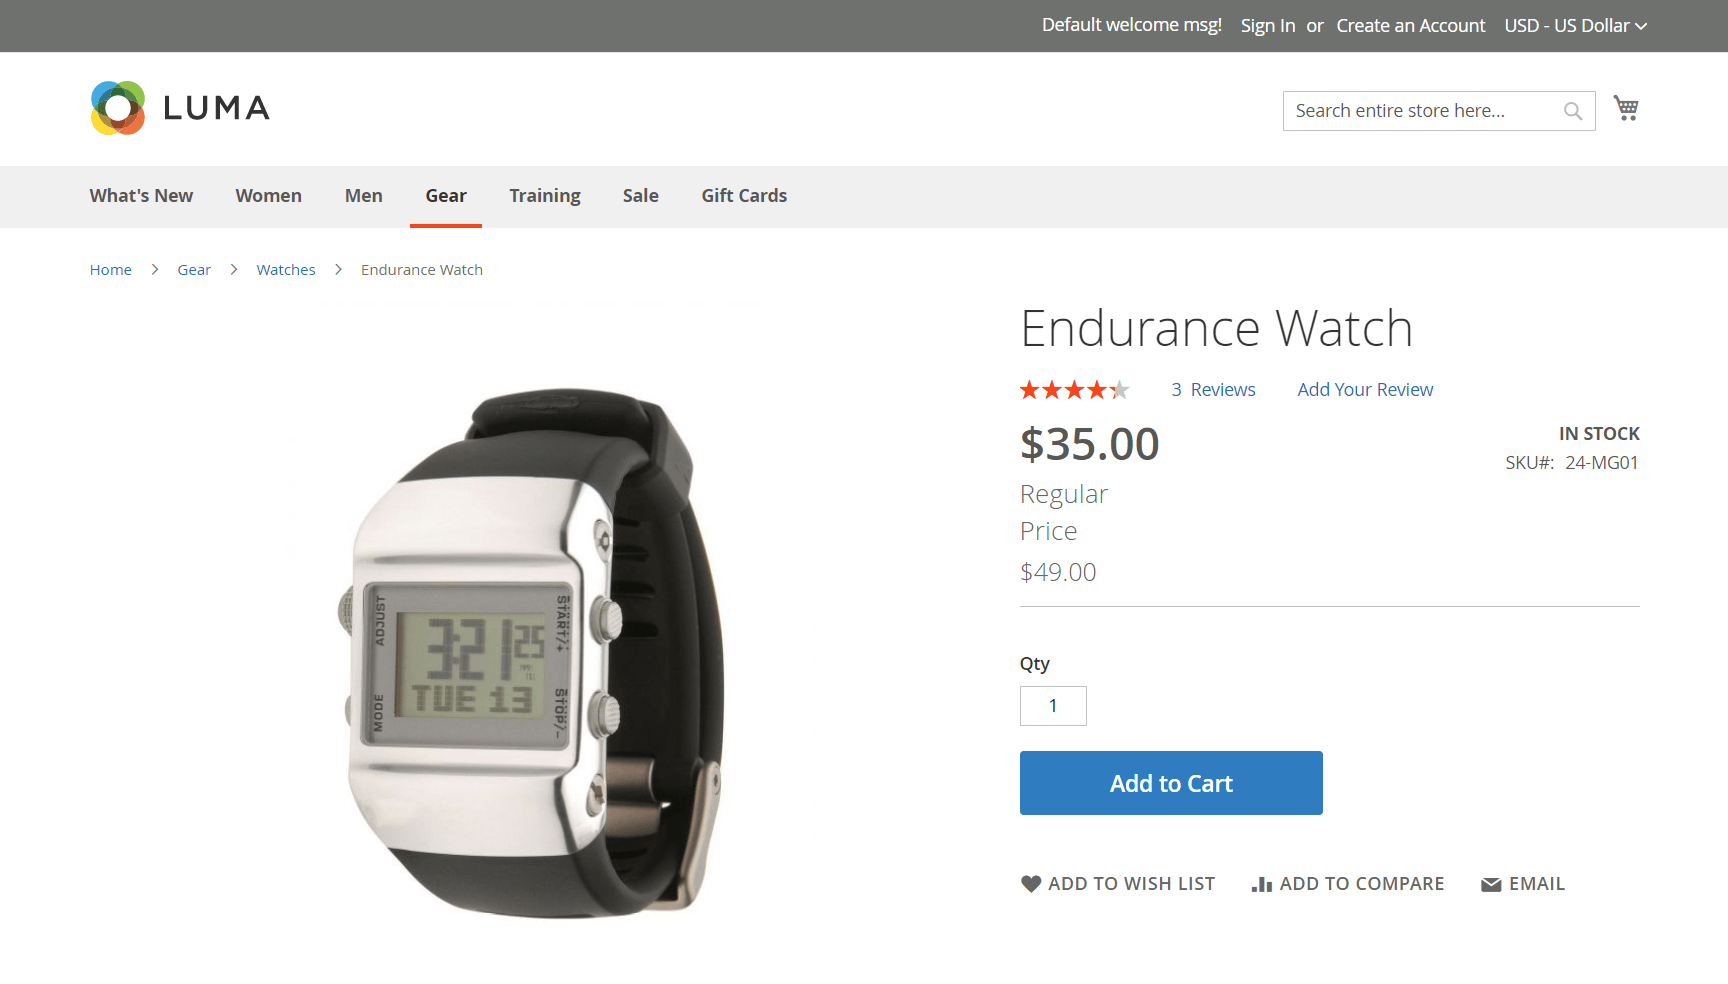 Default welcome msg! Sign In or Create an Account USD - US Dollar
LUMA
Search entire store here...
What's New Women Men Gear Training Sale Gift Cards
Home Gear Watches Endurance Watch
Endurance Watch
3 Reviews Add Your Review
$35.00
IN STOCK
SKU#: 24-MG01
Regular
Price
$49.00
ADJUST
START/+
3:21 25
TUE 13
MODE
STOP/-
Qty
1
Add to Cart
ADD TO WISH LIST ADD TO COMPARE EMAIL